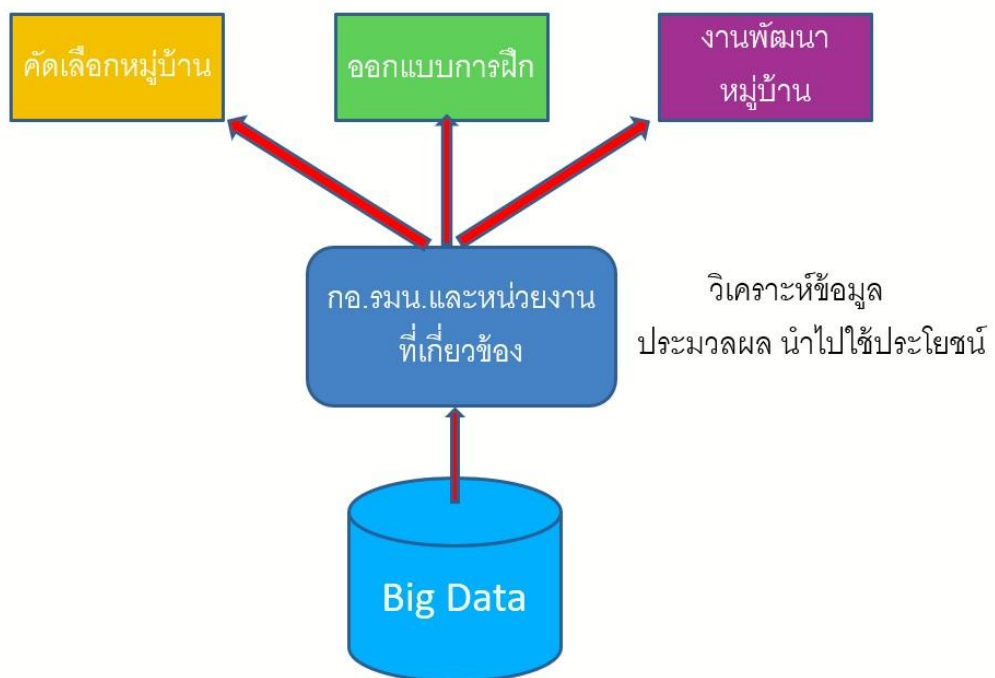 คัดเลือกหมู่บ้าน
ออกแบบการฝึก
งานพัฒนา
หมู่บ้าน
กอ.รมน.และหน่วยงาน
ที่เกี่ยวข้อง
วิเคราะห์ข้อมูล
ประมวลผล นำไปใช้ประโยชน์
Big Data